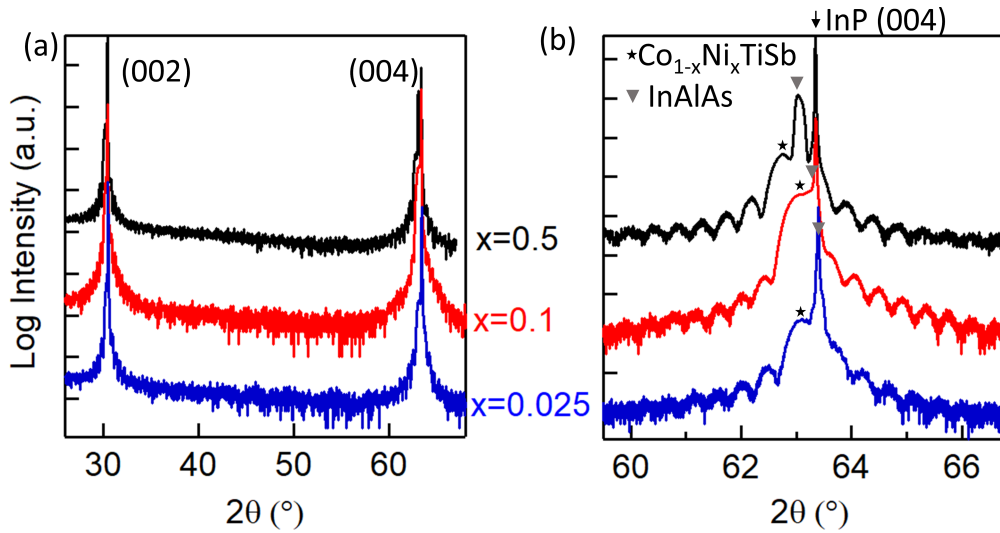 (a)
(002)
(004)
Log Intensity (a.u.)
30
40
50
60
2θ (°)
x=0.5
x=0.1
x=0.025
(b)
InP (004)
Co₁₋ₓNiₓTiSb
InAlAs
60
62
64
66
2θ (°)